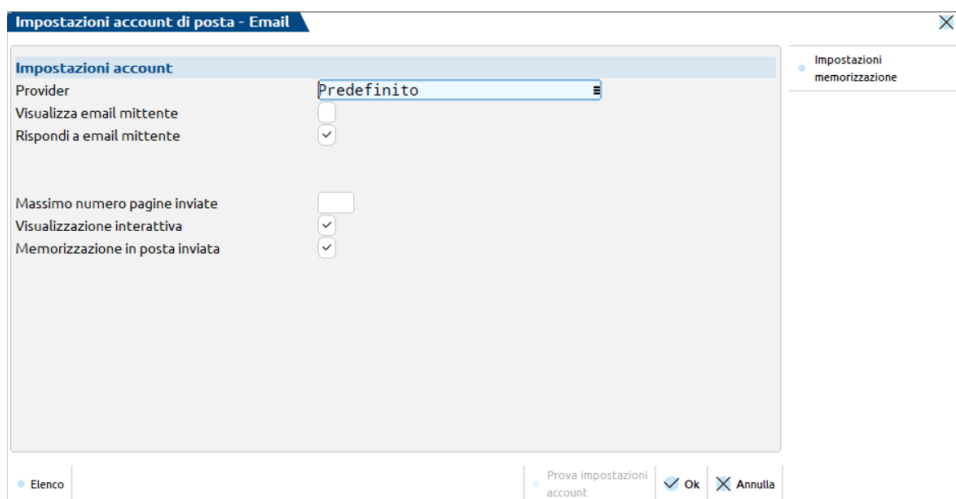 Impostazioni account di posta - Email
Impostazioni
memorizzazione
Impostazioni account
Provider
Predefinito
Visualizza email mittente
Rispondi a email mittente
Massimo numero pagine inviate
Visualizzazione interattiva
Memorizzazione in posta inviata
Elenco
Prova impostazioni
account
Ok
Annulla